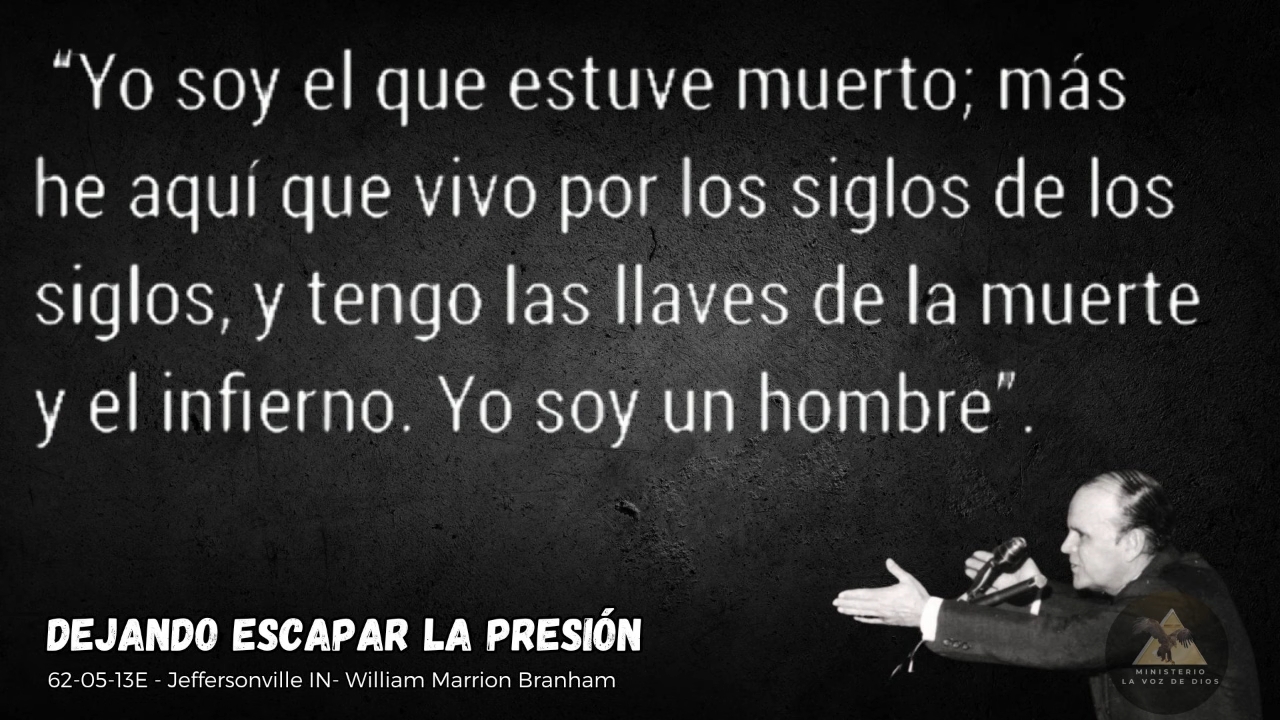 “Yo soy el que estuve muerto; más
he aquí que vivo por los siglos de los
siglos, y tengo las llaves de la muerte
y el infierno. Yo soy un hombre”.
DEJANDO ESCAPAR LA PRESIÓN
62-05-13E - Jeffersonville IN- William Marrion Branham
MINISTERIO
LA VOZ DE DIOS